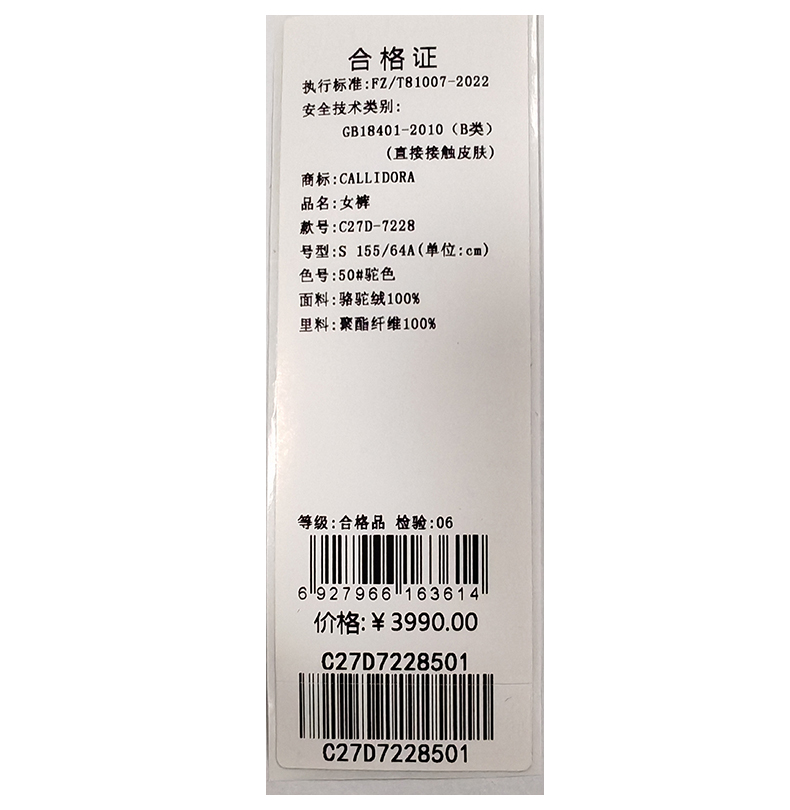 合格证
执行标准:FZ/T81007-2022
安全技术类别:
GB18401-2010（B类）
(直接接触皮肤)
商标:CALLIDORA
品名:女裤
款号:C27D-7228
号型:S 155/64A(单位:cm)
色号:50#驼色
面料:骆驼绒100%
里料:聚酯纤维100%
等级:合格品 检验:06
6 927966 163614
价格:¥3990.00
C27D7228501
C27D7228501